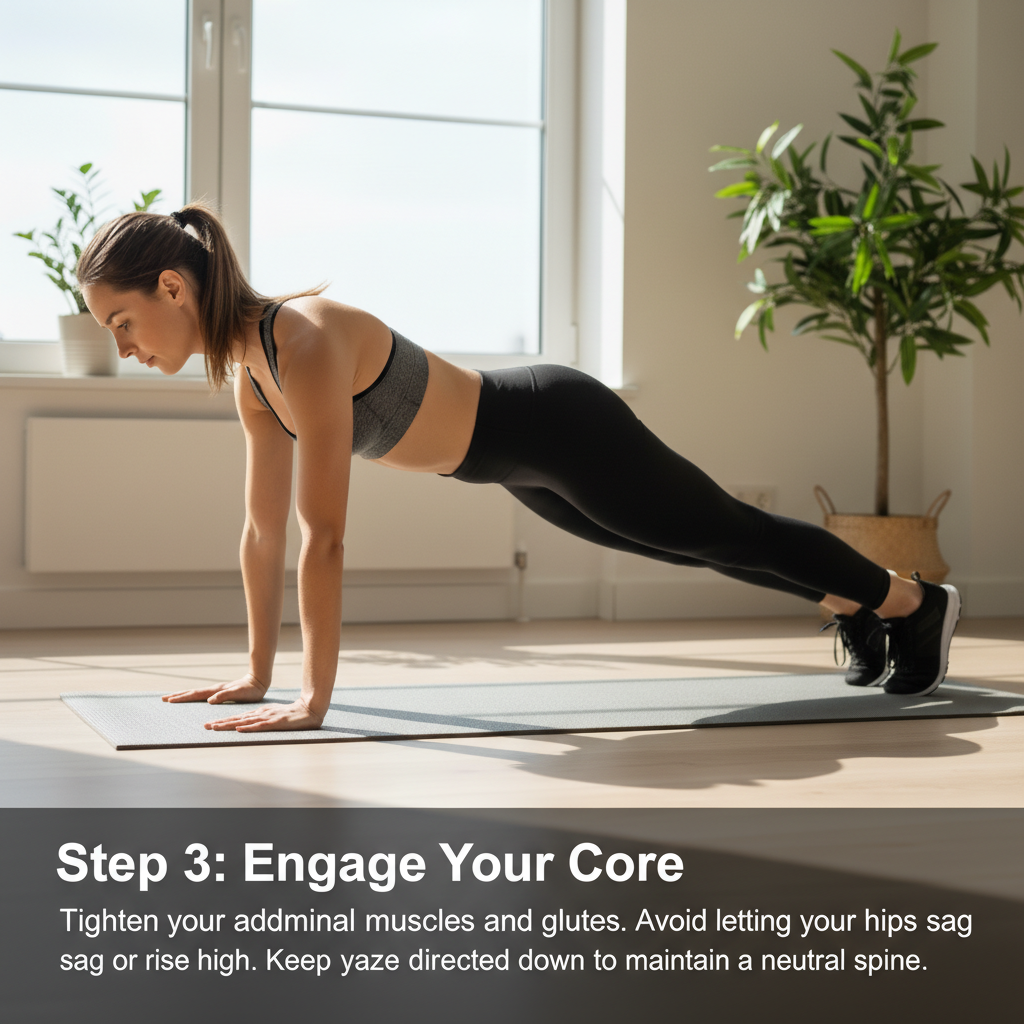 Step 3: Engage Your Core
Tighten your addminal muscles and glutes. Avoid letting your hips sag
sag or rise high. Keep yaze directed down to maintain a neutral spine.